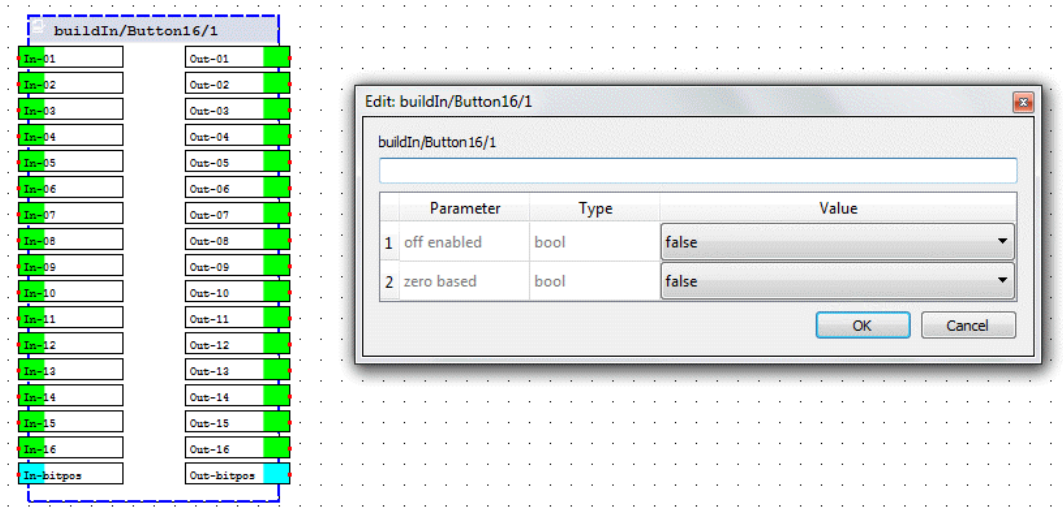 buildIn/Button16/1
In-01 Out-01
In-02 Out-02
In-03 Out-03
In-04 Out-04
In-05 Out-05
In-06 Out-06
In-07 Out-07
In-08 Out-08
In-09 Out-09
In-10 Out-10
In-11 Out-11
In-12 Out-12
In-13 Out-13
In-14 Out-14
In-15 Out-15
In-16 Out-16
In-bitpos Out-bitpos
Edit: buildIn/Button16/1
buildIn/Button16/1
Parameter Type Value
1 off enabled bool false
2 zero based bool false
OK Cancel